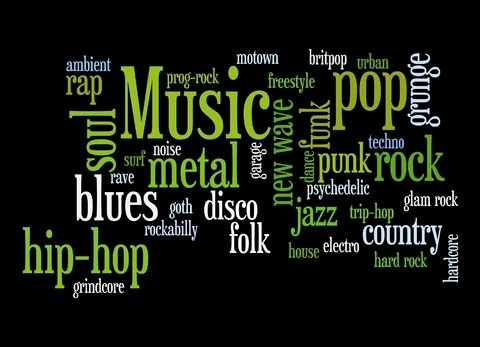 ambient
rap
prog-rock
motown
britpop
urban
freestyle
Music
soul
surf
noise
rave
metal
garage
new wave
dance
funk
pop
grunge
techno
punk
rock
psychedelic
blues
goth
rockabilly
disco
folk
jazz
trip-hop
glam rock
country
hip-hop
grindcore
house
electro
hard rock
hardcore